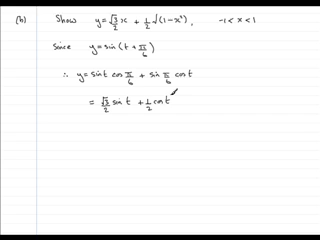 (b) Show y = √3/2 x + 1/2 √(1-x²), -1 < x < 1
Since y = sin(t + π/6)
∴ y = sin t cos π/6 + sin π/6 cos t
= √3/2 sin t + 1/2 cos t